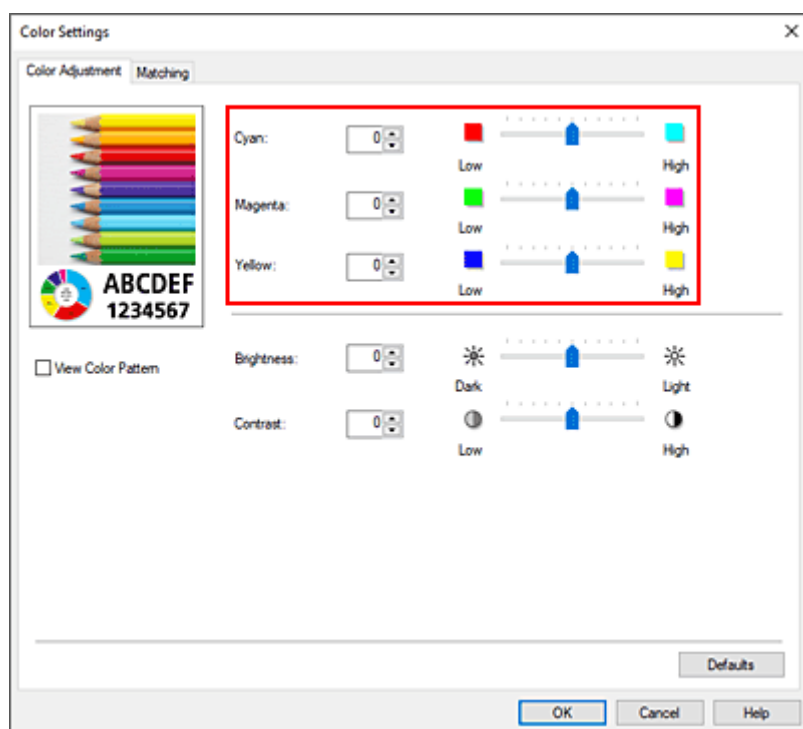 Color Settings
Color Adjustment Matching
Cyan: 0
Low High
Magenta: 0
Low High
Yellow: 0
Low High
ABCDEF
1234567
View Color Pattern
Brightness: 0
Dark Light
Contrast: 0
Low High
Defaults
OK Cancel Help